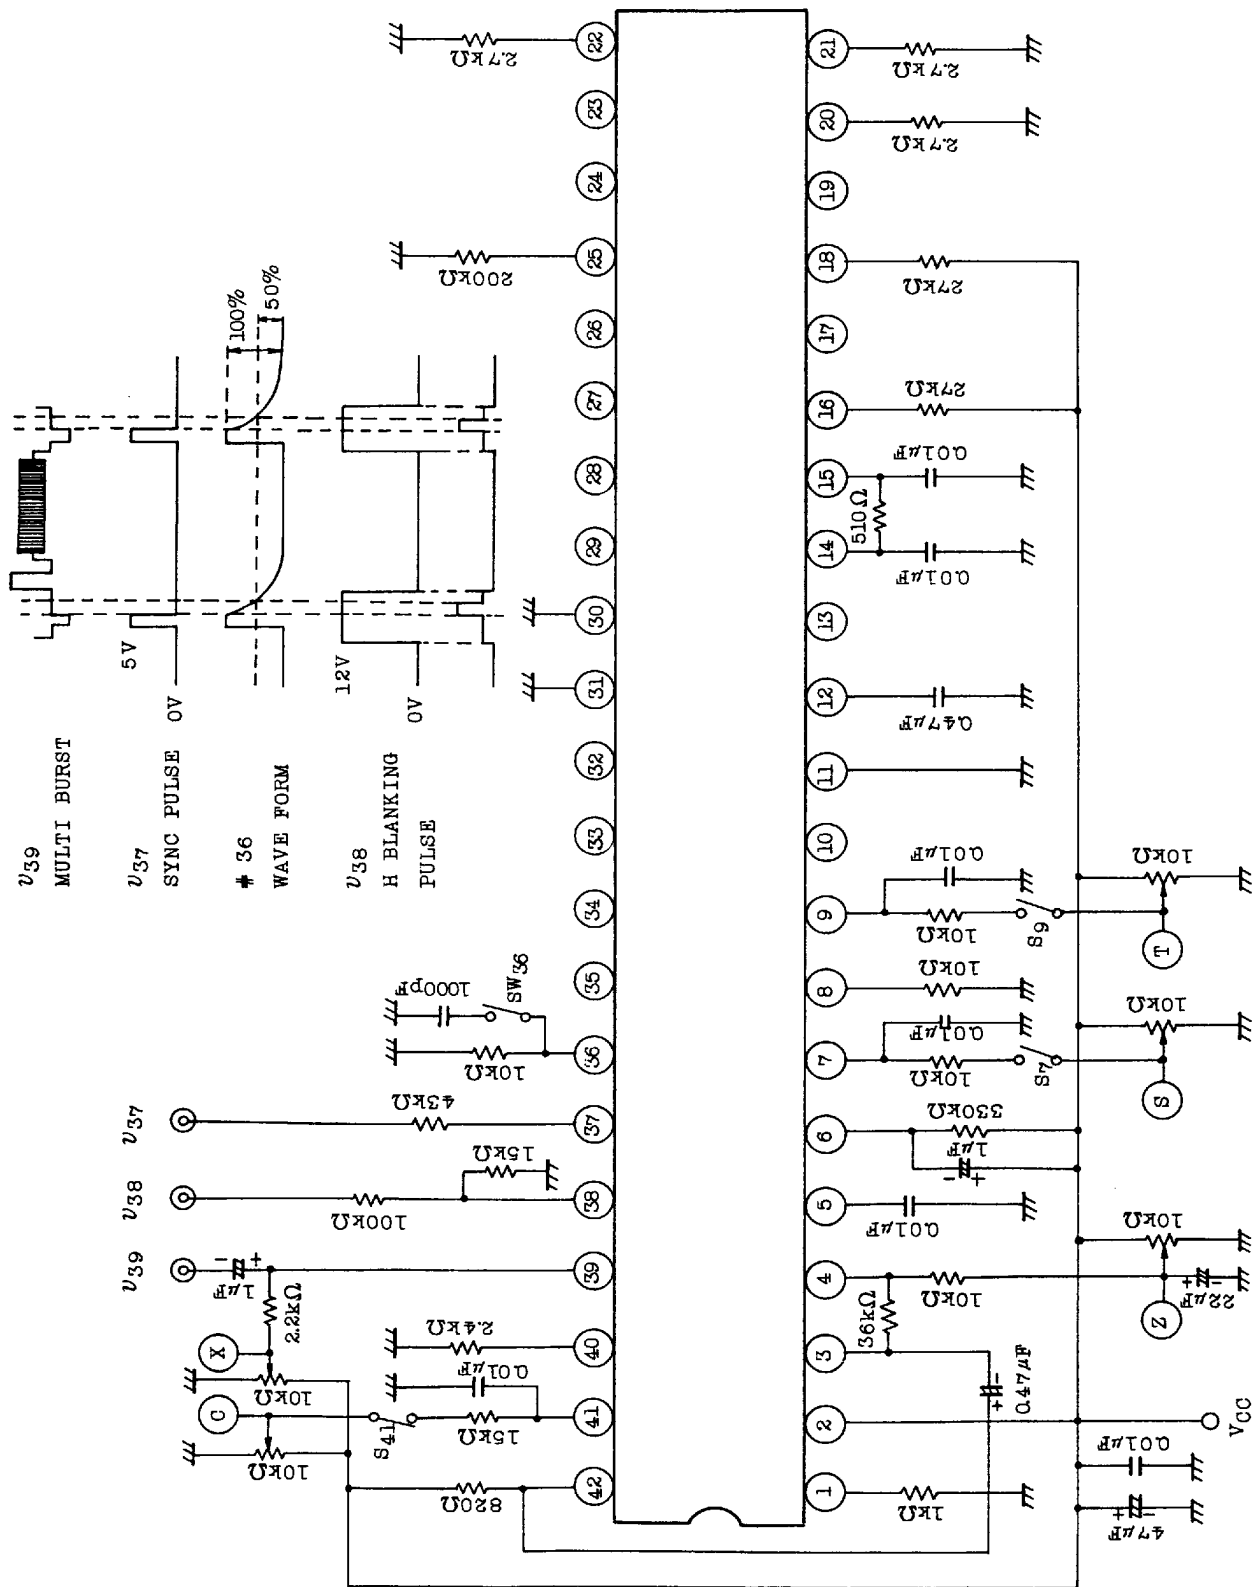 v39
MULTI BURST
v37
SYNC PULSE
5V
0V
# 36
WAVE FORM
100%
50%
v38
H BLANKING
PULSE
12V
0V
v37
v38
v39
X
C
10kΩ
10kΩ
2.2kΩ
1μF
- +
100kΩ
15kΩ
43kΩ
10kΩ
1000pF
SW36
200kΩ
2.7kΩ
S41
15kΩ
0.01μF
2.4kΩ
820Ω
42
41
40
39
38
37
36
35
34
33
32
31
30
29
28
27
26
25
24
23
22
1
2
3
4
5
6
7
8
9
10
11
12
13
14
15
16
17
18
19
20
21
1kΩ
36kΩ
10kΩ
0.01μF
1μF
- +
330kΩ
10kΩ
0.01μF
S7
10kΩ
10kΩ
0.01μF
S9
0.47μF
0.01μF
510Ω
0.01μF
27kΩ
27kΩ
2.7kΩ
2.7kΩ
+ -
0.47μF
47μF
+ -
0.01μF
VCC
Z
22μF
+ -
10kΩ
S
10kΩ
T
10kΩ